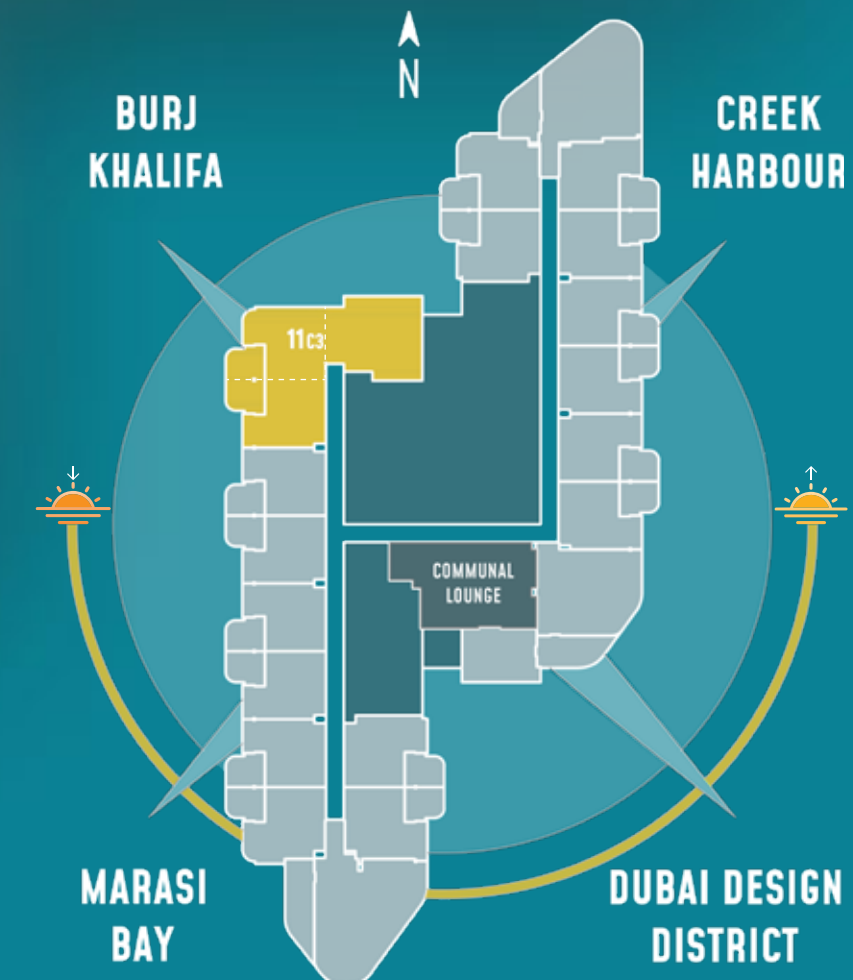 N
BURJ
KHALIFA
CREEK
HARBOUR
11C3
COMMUNAL
LOUNGE
MARASI
BAY
DUBAI DESIGN
DISTRICT